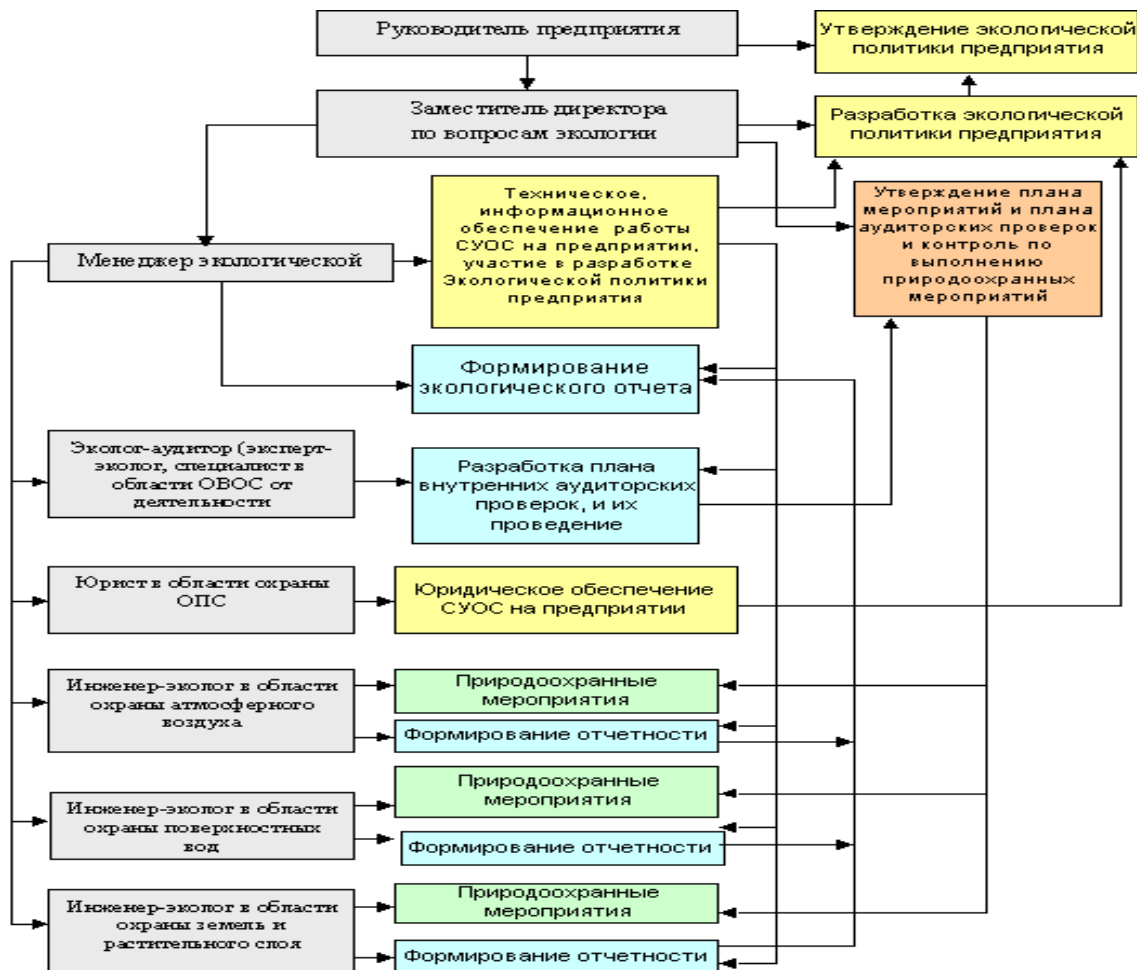 Руководитель предприятия
Утверждение экологической
политики предприятия
Заместитель директора
по вопросам экологии
Разработка экологической
политики предприятия
Техническое,
информационное
обеспечение работы
СУОС на предприятии,
участие в разработке
Экологической политики
предприятия
Утверждение плана
мероприятий и плана
аудиторских проверок
и контроль по
выполнению
природоохранных
мероприятий
Менеджер экологической
Формирование
экологического отчета
Эколог-аудитор (эксперт-
эколог, специалист в
области ОВОС от
деятельности
Разработка плана
внутренних аудиторских
проверок, и их
проведение
Юрист в области охраны
ОПС
Юридическое обеспечение
СУОС на предприятии
Инженер-эколог в области
охраны атмосферного
воздуха
Природоохранные
мероприятия
Формирование отчетности
Инженер-эколог в области
охраны поверхностных
вод
Природоохранные
мероприятия
Формирование отчетности
Инженер-эколог в области
охраны земель и
растительного слоя
Природоохранные
мероприятия
Формирование отчетности